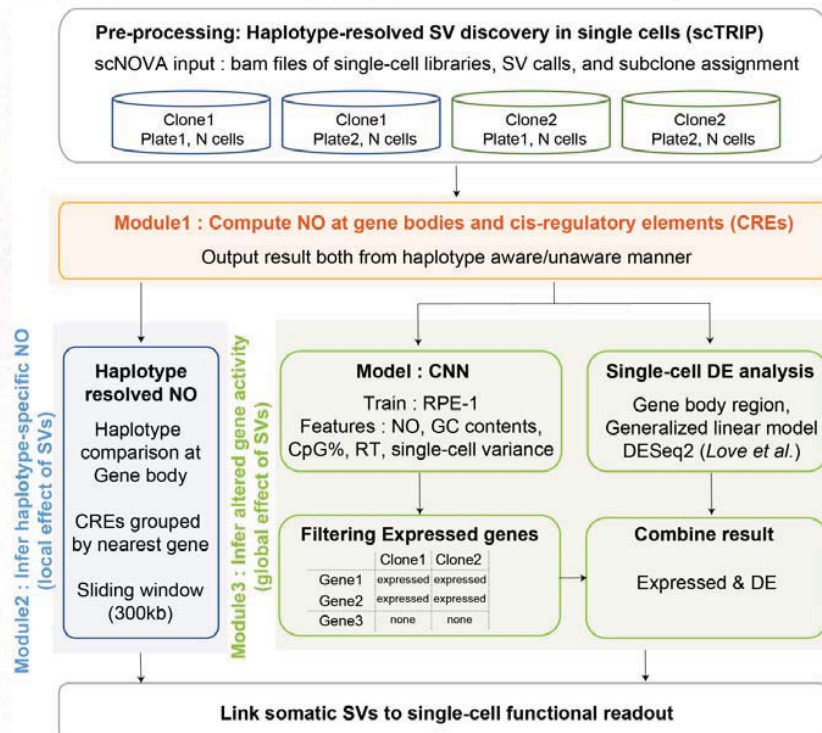 Pre-processing: Haplotype-resolved SV discovery in single cells (scTRIP)
scNOVA input : bam files of single-cell libraries, SV calls, and subclone assignment
Clone1
Plate1, N cells
Clone1
Plate2, N cells
Clone2
Plate1, N cells
Clone2
Plate2, N cells
Module1 : Compute NO at gene bodies and cis-regulatory elements (CREs)
Output result both from haplotype aware/unaware manner
Module2 : Infer haplotype-specific NO
(local effect of SVs)
Haplotype
resolved NO
Haplotype
comparison at
Gene body
CREs grouped
by nearest gene
Sliding window
(300kb)
Module3 : Infer altered gene activity
(global effect of SVs)
Model : CNN
Train : RPE-1
Features : NO, GC contents,
CpG%, RT, single-cell variance
Single-cell DE analysis
Gene body region,
Generalized linear model
DESeq2 (Love et al.)
Filtering Expressed genes
Clone1 Clone2
Gene1 expressed expressed
Gene2 expressed expressed
Gene3 none none
Combine result
Expressed & DE
Link somatic SVs to single-cell functional readout